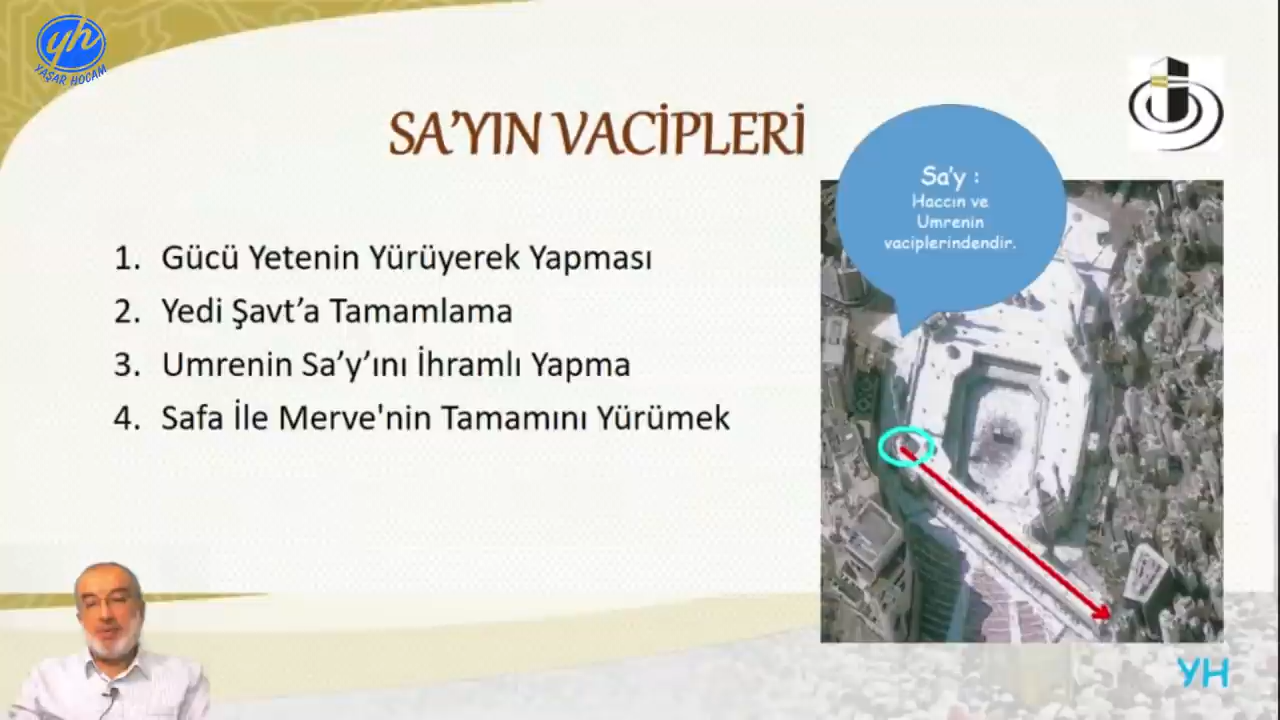 yh
YAŞAR HOCAM
SA'YIN VACİPLERİ
1. Gücü Yetenin Yürüyerek Yapması
2. Yedi Şavt’a Tamamlama
3. Umrenin Sa’y’ını İhramlı Yapma
4. Safa İle Merve'nin Tamamını Yürümek
Sa’y :
Haccın ve
Umrenin
vaciplerindendir.
YH